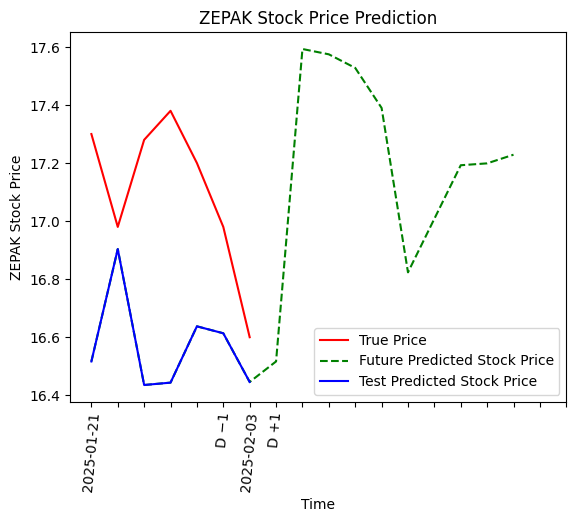 ZEPAK Stock Price Prediction
17.6
17.4
17.2
17.0
16.8
16.6
16.4
ZEPAK Stock Price
True Price
Future Predicted Stock Price
Test Predicted Stock Price
2025-01-21
D −1
2025-02-03
D +1
Time